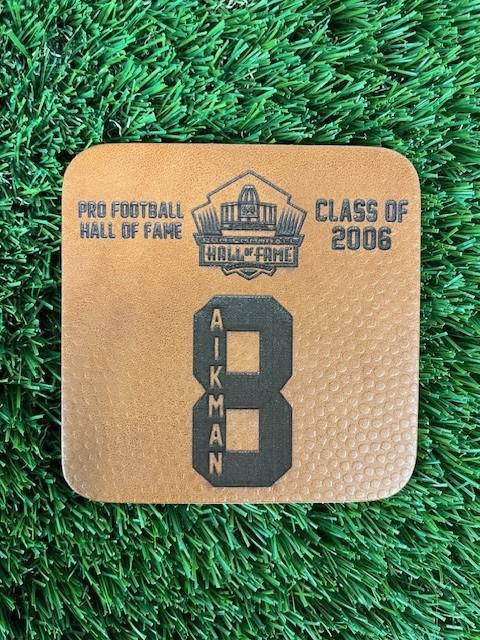 PRO FOOTBALL
HALL OF FAME
HALL OF FAME
CLASS OF
2006
8
AIKMAN